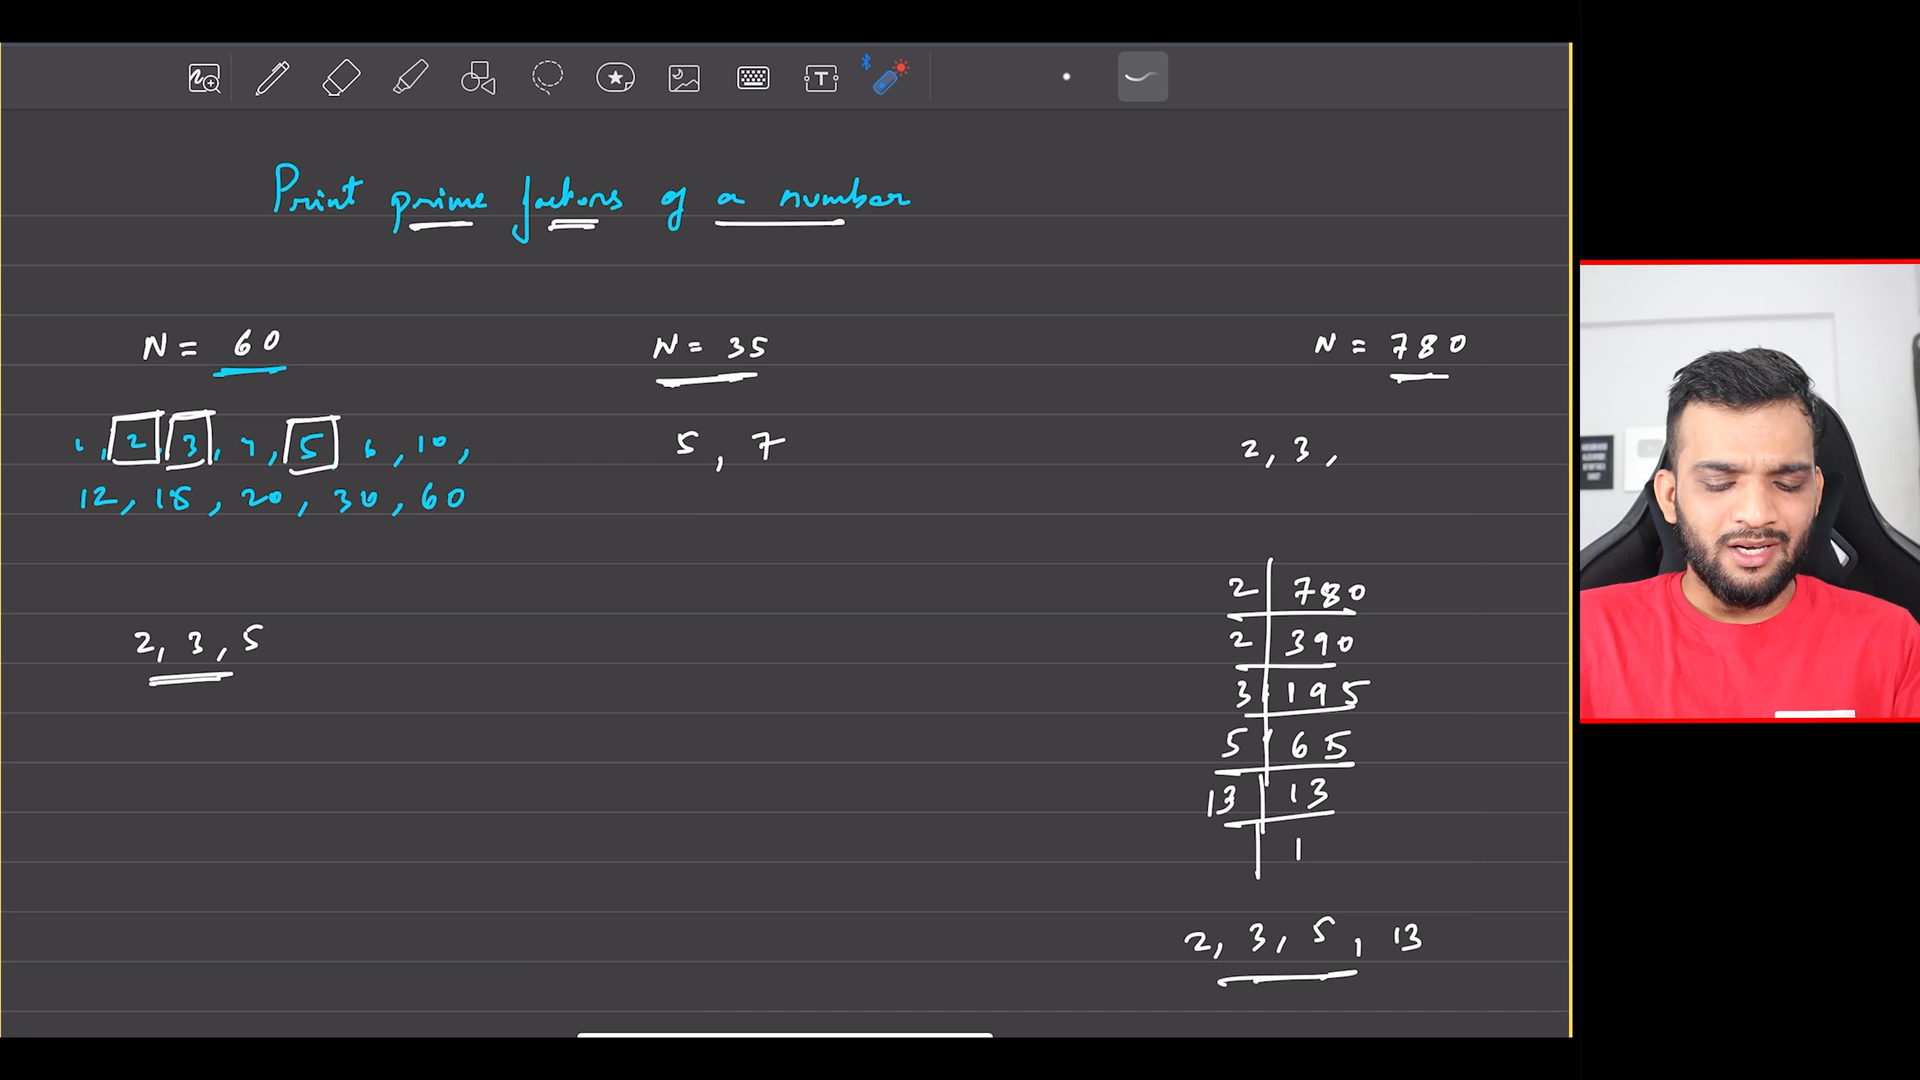 Print prime factors of a number
N = 60
1, 2, 3, 4, 5, 6, 10,
12, 15, 20, 30, 60
2, 3, 5
N = 35
5, 7
N = 780
2, 3,
2 | 780
2 | 390
3 | 195
5 | 65
13 | 13
| 1
2, 3, 5, 13